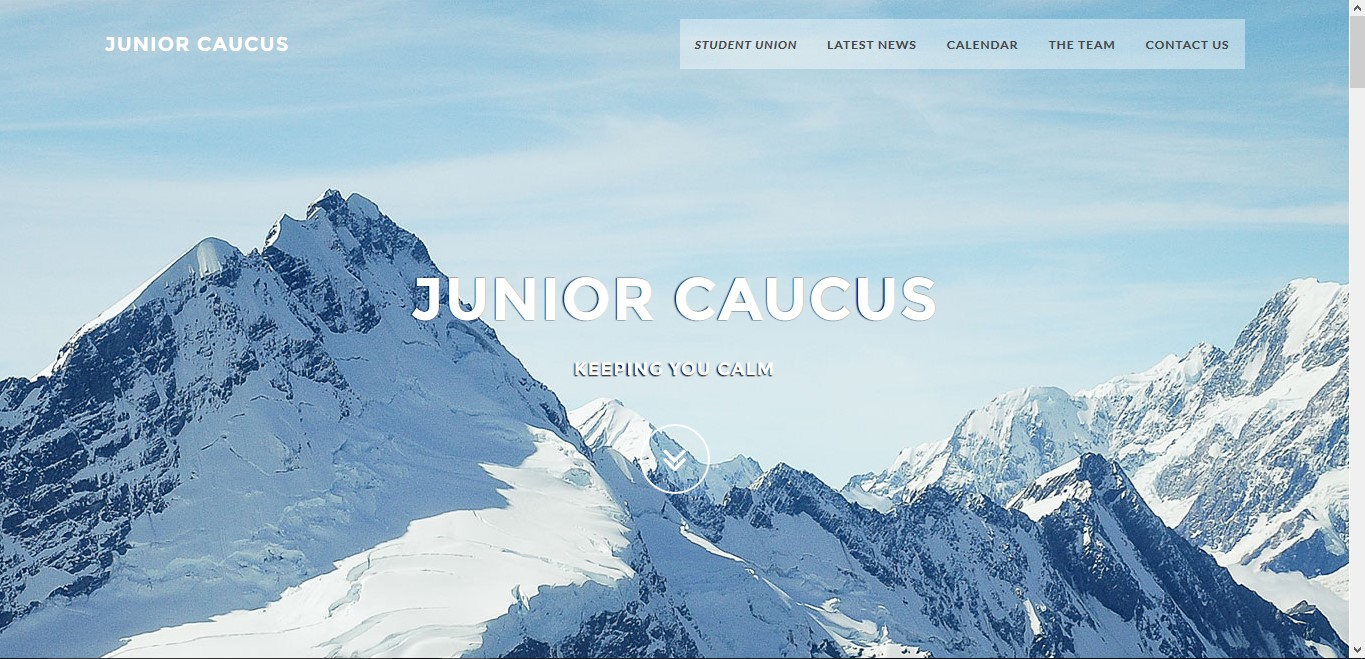 JUNIOR CAUCUS
STUDENT UNION LATEST NEWS CALENDAR THE TEAM CONTACT US
JUNIOR CAUCUS
KEEPING YOU CALM